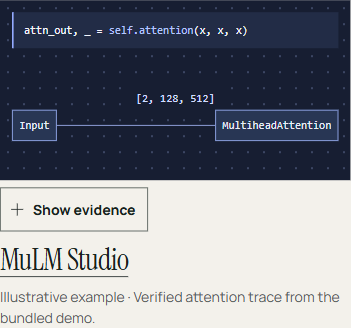 attn_out, _ = self.attention(x, x, x)
[2, 128, 512]
Input
MultiheadAttention
+ Show evidence
MuLM Studio
Illustrative example · Verified attention trace from the
bundled demo.